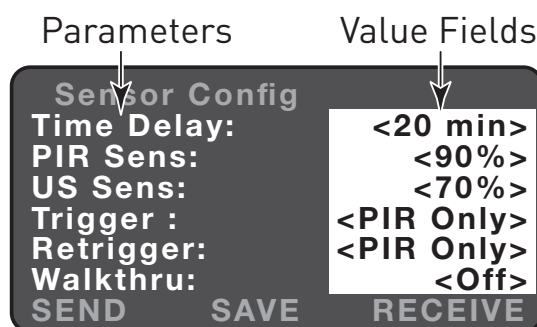 Parameters Value Fields
Sensor Config
Time Delay: <20 min>
PIR Sens: <90%>
US Sens: <70%>
Trigger : <PIR Only>
Retrigger: <PIR Only>
Walkthru: <Off>
SEND SAVE RECEIVE